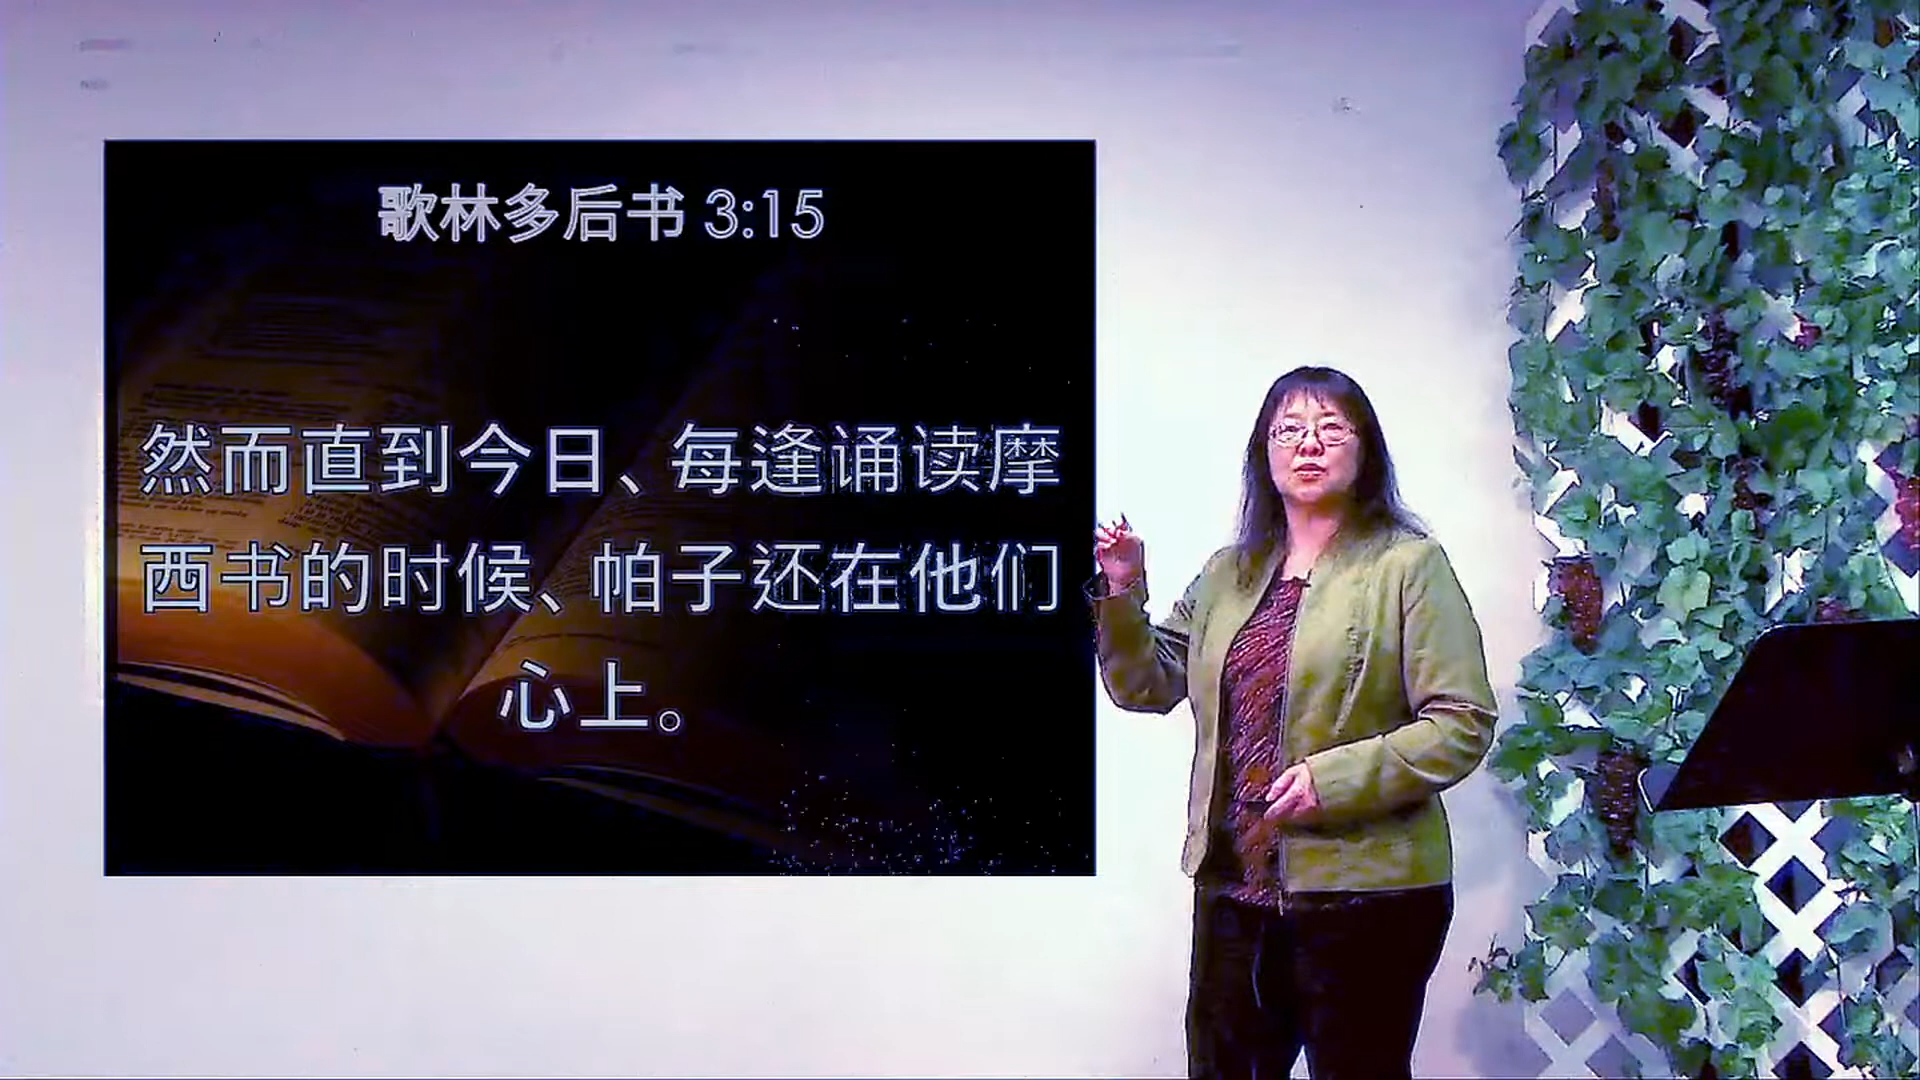 歌林多后书 3:15
然而直到今日、每逢诵读摩
西书的时候、帕子还在他们
心上。